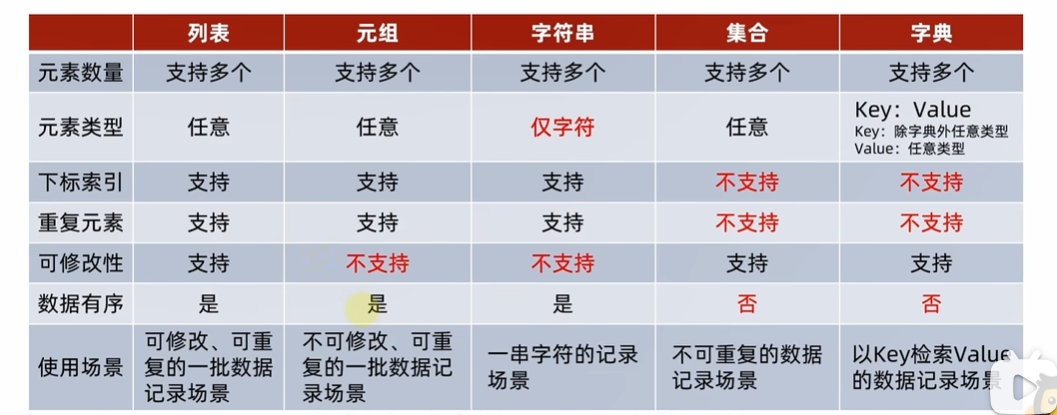 列表 元组 字符串 集合 字典
元素数量 支持多个 支持多个 支持多个 支持多个 支持多个
元素类型 任意 任意 仅字符 任意 Key：Value
Key：除字典外任意类型
Value：任意类型
下标索引 支持 支持 支持 不支持 不支持
重复元素 支持 支持 支持 不支持 不支持
可修改性 支持 不支持 不支持 支持 支持
数据有序 是 是 是 否 否
使用场景
可修改、可重
复的一批数据
记录场景
不可修改、可重
复的一批数据记
录场景
一串字符的记录
场景
不可重复的数据
记录场景
以Key检索Value
的数据记录场景